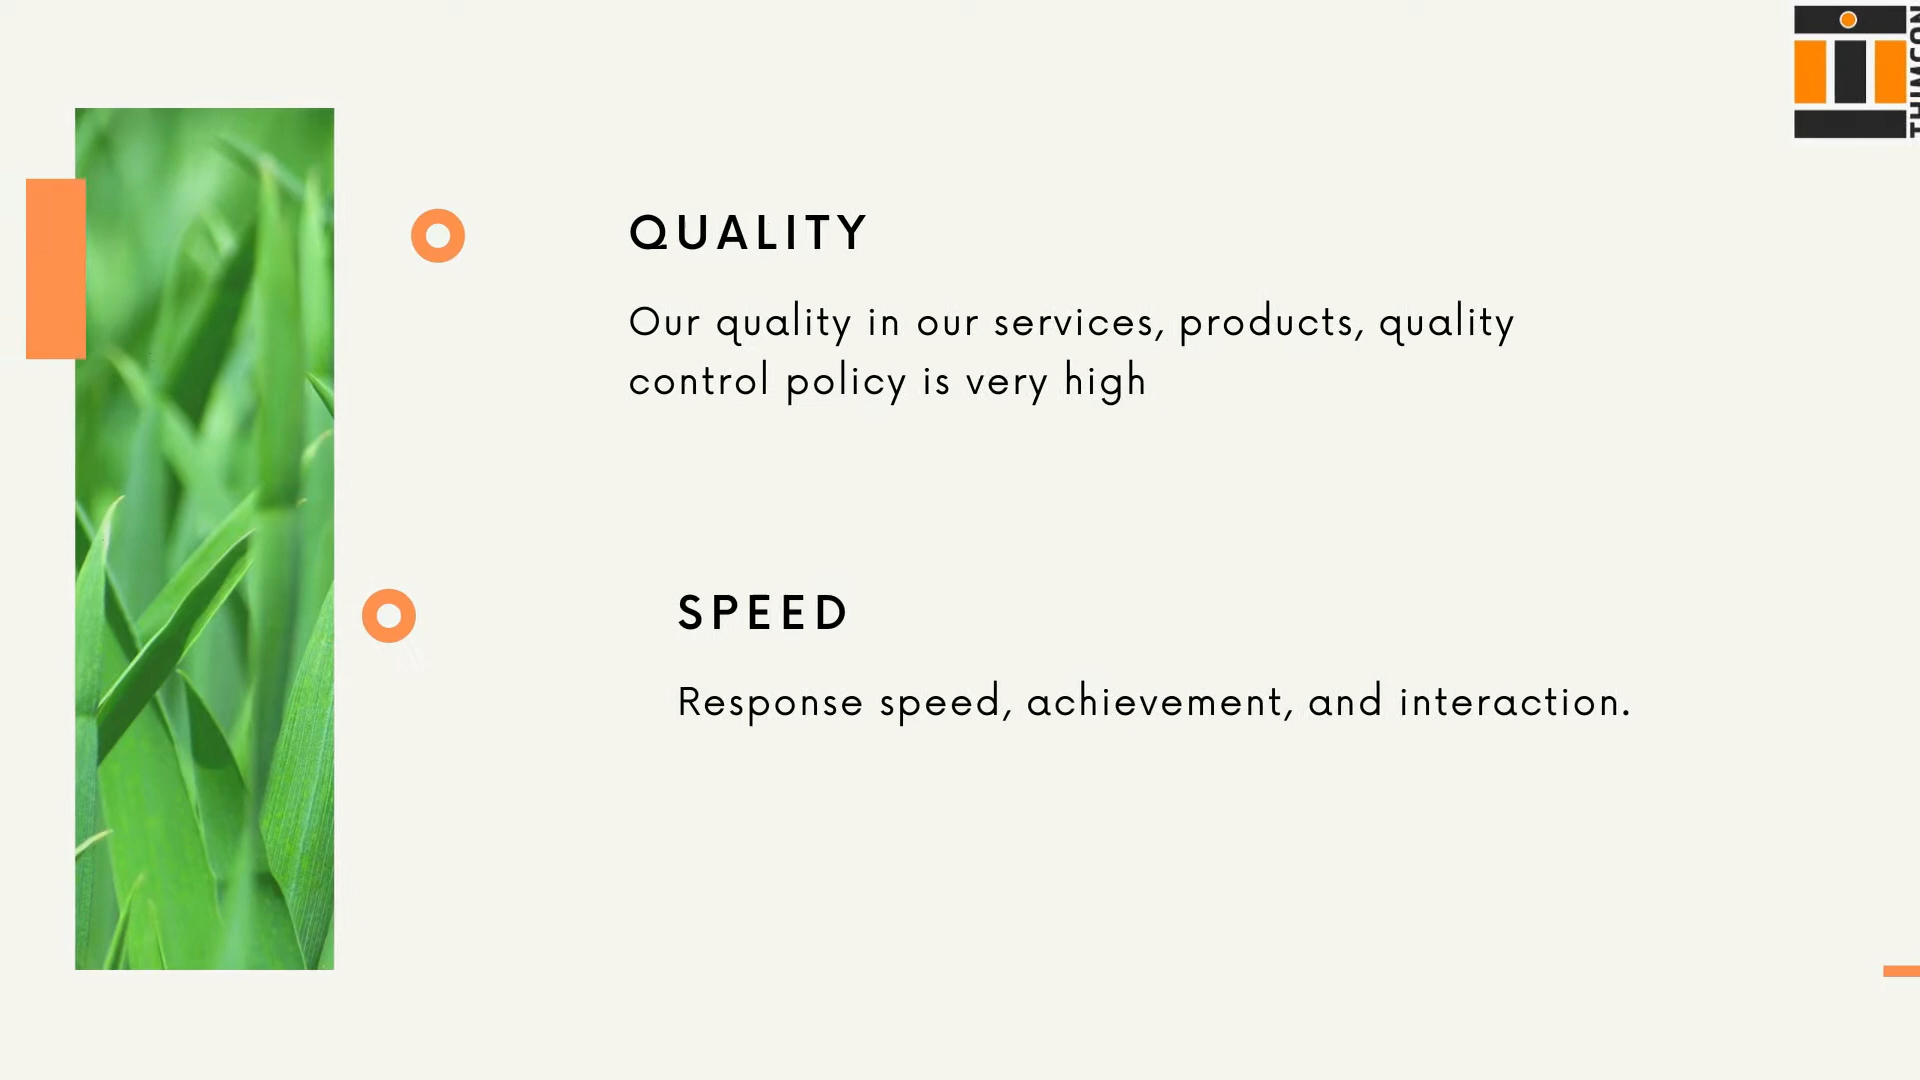 THIMCON
QUALITY
Our quality in our services, products, quality
control policy is very high
SPEED
Response speed, achievement, and interaction.